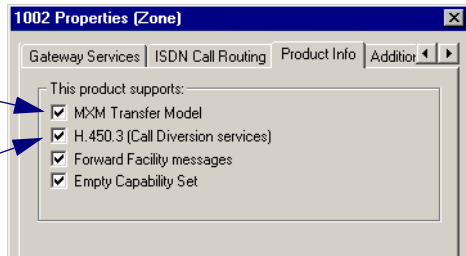 1002 Properties (Zone)
Gateway Services ISDN Call Routing Product Info Addition
This product supports:
MXM Transfer Model
H.450.3 (Call Diversion services)
Forward Facility messages
Empty Capability Set